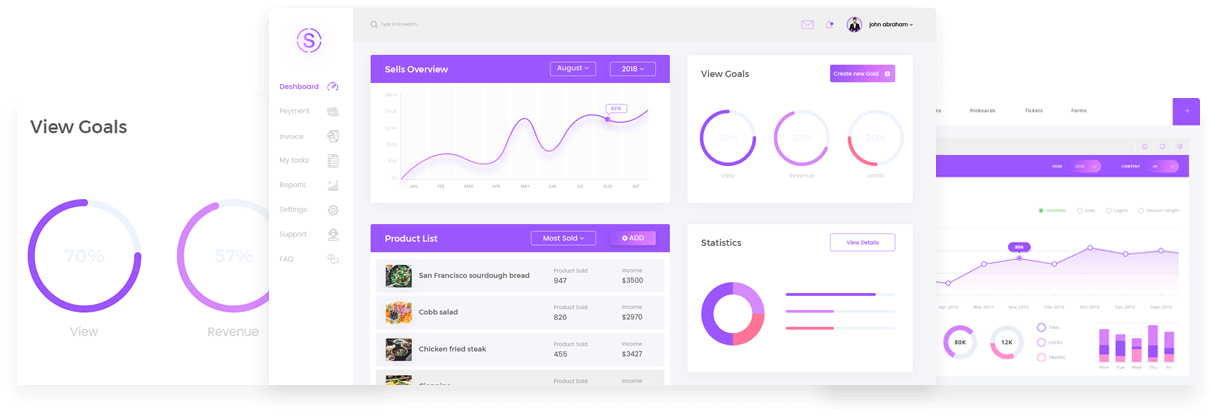 View Goals
70%
57%
View
Revenue
S
Type in to search..
john abraham
Dashboard
Payment
Invoice
My tasks
Reports
Settings
Support
FAQ
Sells Overview
August
2018
$37K
JAN FEB MAR APR MAY JUN JUL AUG SEP
View Goals
Create new Goal
70%
57%
20%
View
Revenue
Leads
Product List
Most Sold
ADD
San Francisco sourdough bread
Product Sold
947
Income
$3500
Cobb salad
Product Sold
820
Income
$2970
Chicken fried steak
Product Sold
455
Income
$3427
Product Sold
Income
Statistics
View Details
Pinboards
Tickets
Forms
+
YEAR
2018
CONTENT
All
Lists
Logins
Session Length
80k
Apr 2010
Mar 2011
Nov 2012
Feb 2013
Oct 2014
Dec 2015
Sept 2016
80K
12K
TIME
USERS
TRAFFIC
Mon Tue Wed Thu Fri